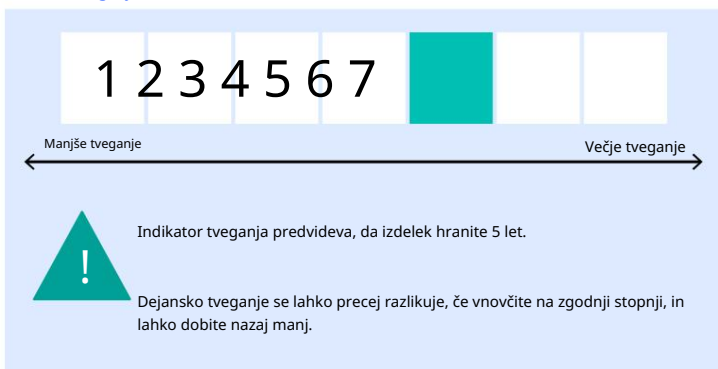 1 2 3 4 5 6 7
Manjše tveganje
Večje tveganje
!
Indikator tveganja predvideva, da izdelek hranite 5 let.
Dejansko tveganje se lahko precej razlikuje, če vnovčite na zgodnji stopnji, in
lahko dobite nazaj manj.